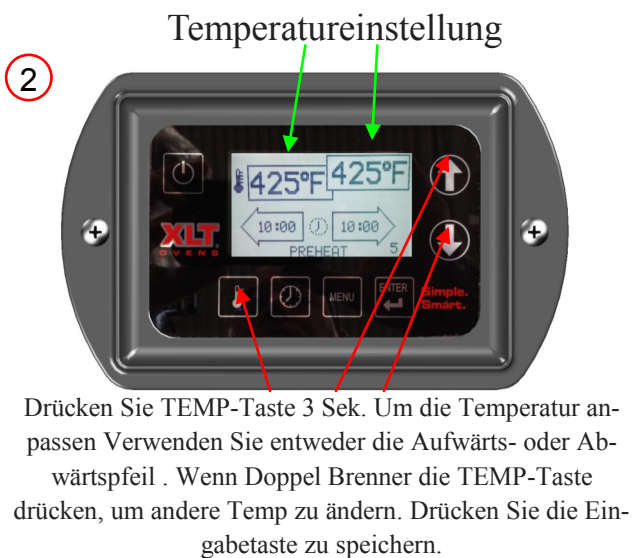 Temperatureinstellung
2
425°F 425°F
10:00 10:00
PREHEAT 5
XLT
OVENS
MENU
ENTER
Simple.
Smart.
Drücken Sie TEMP-Taste 3 Sek. Um die Temperatur an-
passen Verwenden Sie entweder die Aufwärts- oder Ab-
wärtspfeil . Wenn Doppel Brenner die TEMP-Taste
drücken, um andere Temp zu ändern. Drücken Sie die Ein-
gabetaste zu speichern.